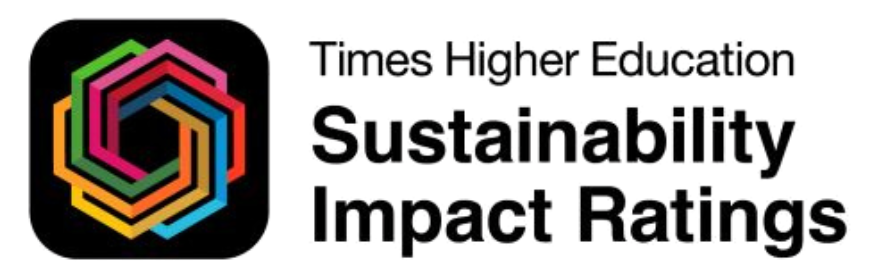 Times Higher Education
Sustainability
Impact Ratings